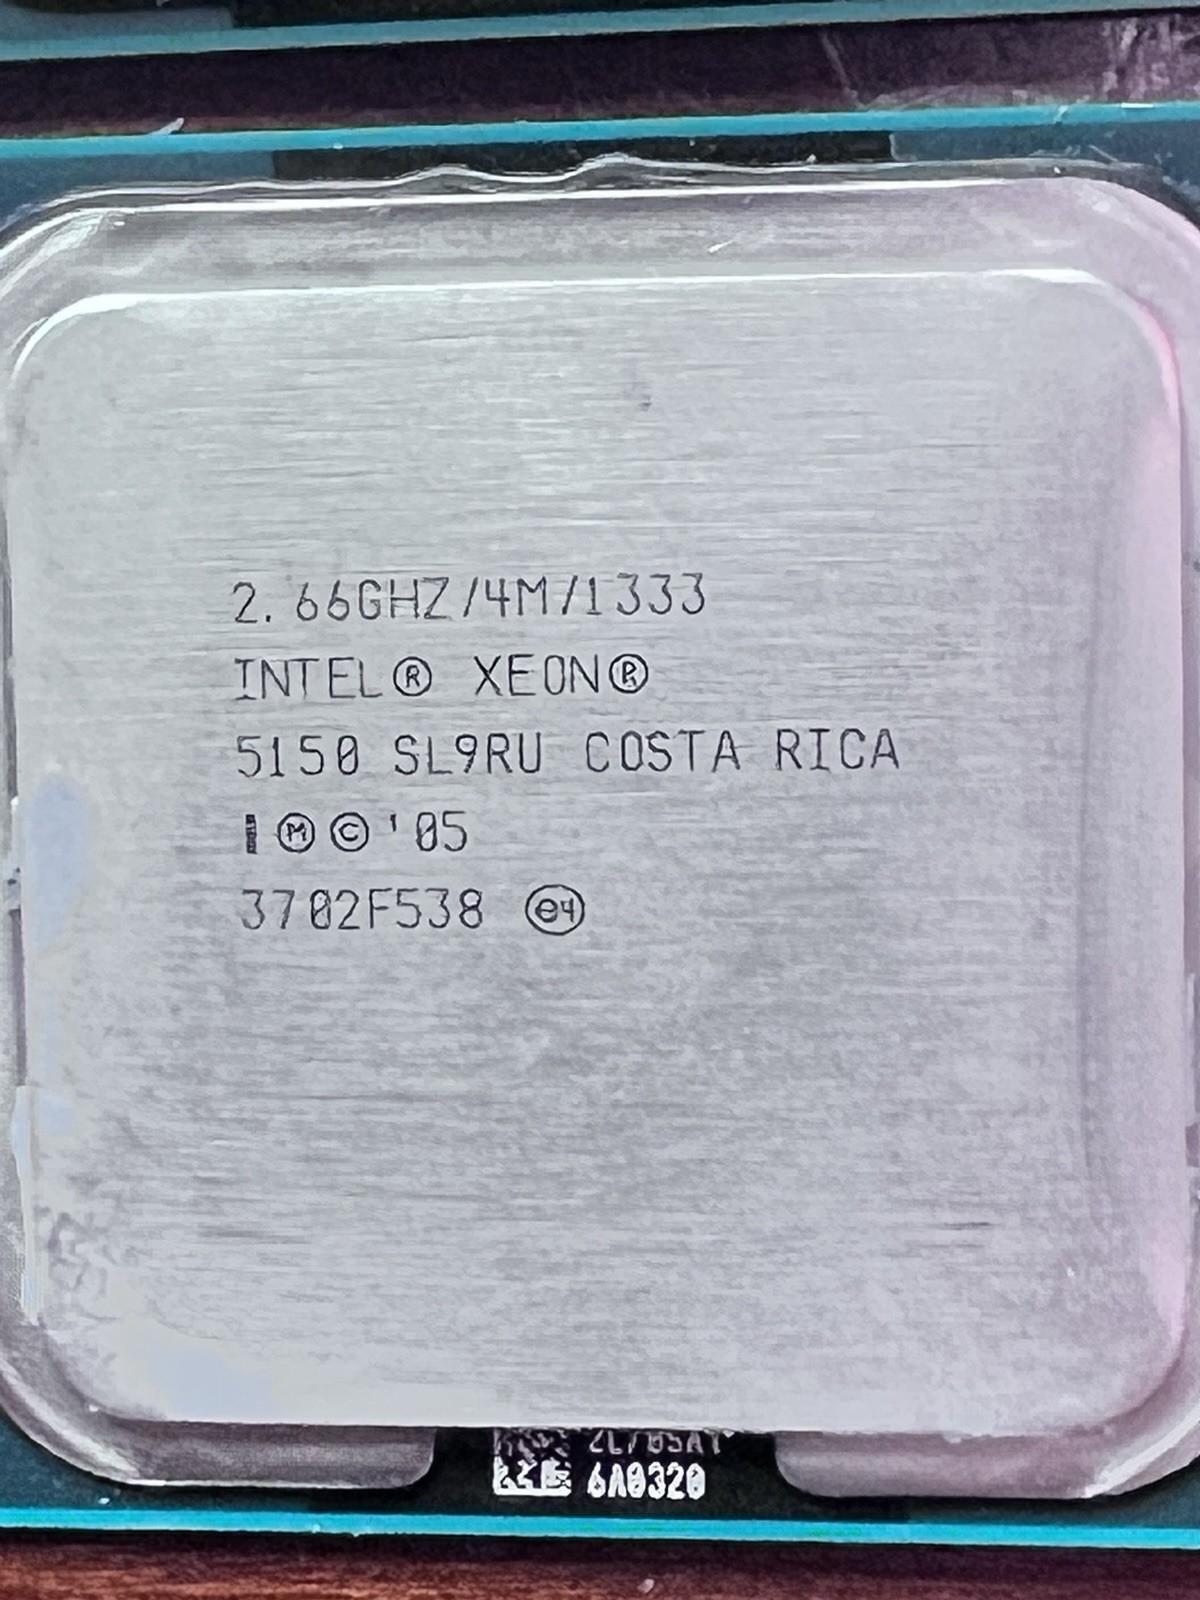 2.66GHZ/4M/1333
INTEL® XEON®
5150 SL9RU COSTA RICA
Ⓜ © '05
3702F538 e4
6A0320